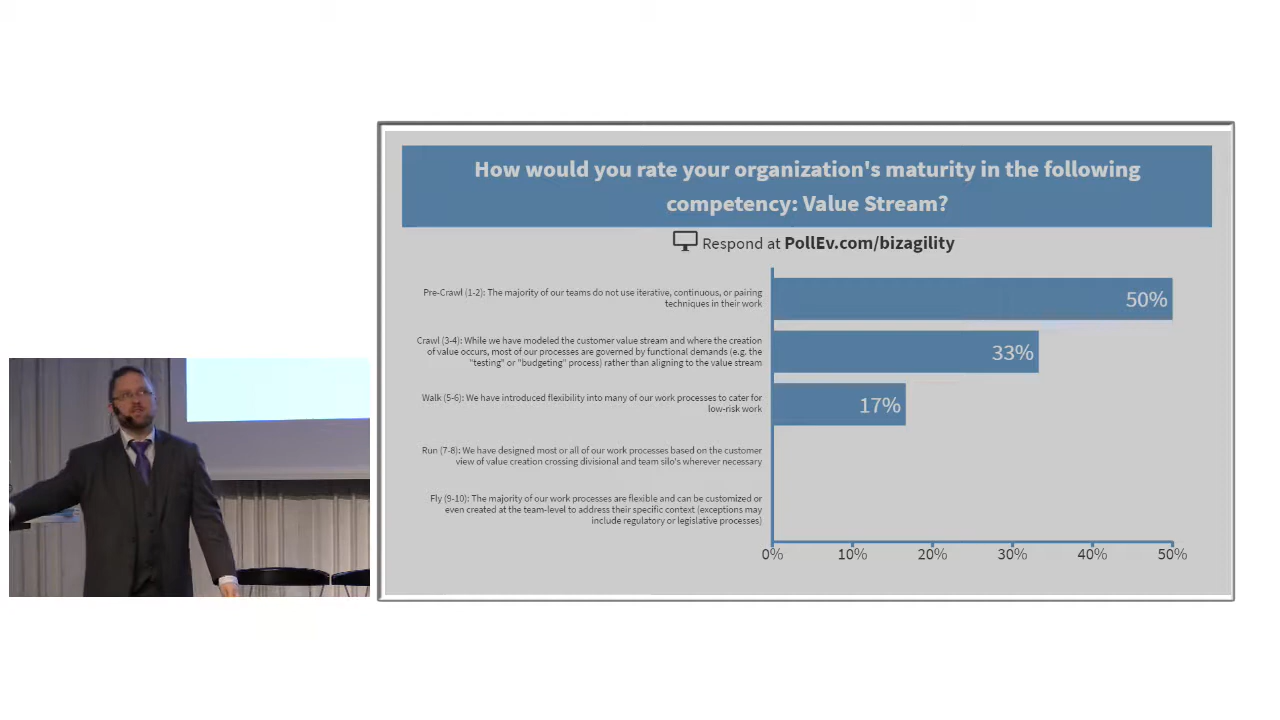 How would you rate your organization's maturity in the following
competency: Value Stream?
Respond at PollEv.com/bizagility
Pre-Crawl (1-2): The majority of our teams do not use iterative, continuous, or pairing
techniques in their work
50%
Crawl (3-4): While we have modeled the customer value stream and where the creation
of value occurs, most of our processes are governed by functional demands (e.g. the
"testing" or "budgeting" process) rather than aligning to the value stream
33%
Walk (5-6): We have introduced flexibility into many of our work processes to cater for
low-risk work
17%
Run (7-8): We have designed most or all of our work processes based on the customer
view of value creation crossing divisional and team silo's wherever necessary
Fly (9-10): The majority of our work processes are flexible and can be customized or
even created at the team-level to address their specific context (exceptions may
include regulatory or legislative processes)
0% 10% 20% 30% 40% 50%